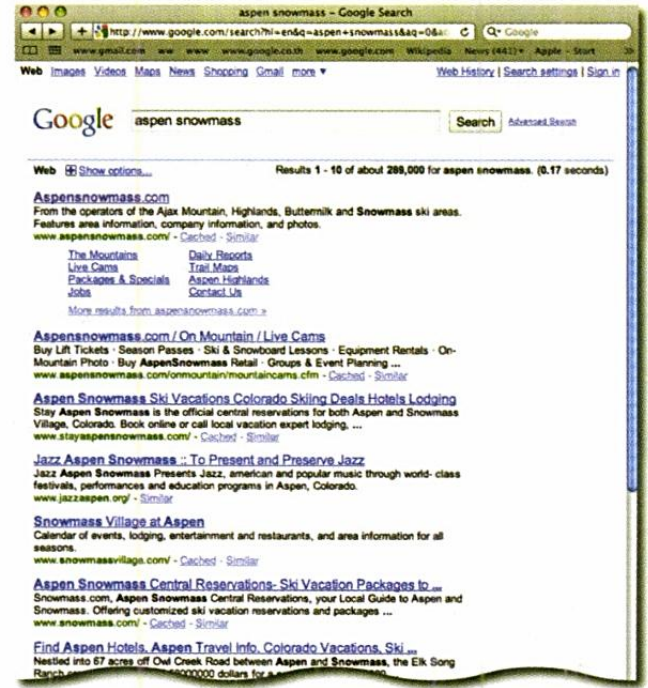 aspen snowmass – Google Search
http://www.google.com/search?hl=en&q=aspen+snowmass&aq=0&ac
Google
www.gmail.com ww www www.google.co.th www.google.com Wikipedia News (441) Apple Start
Web Images Videos Maps News Shopping Gmail more ▼
Web History | Search settings | Sign in
Google
aspen snowmass
Search
Advanced Search
Web Show options...
Results 1 - 10 of about 289,000 for aspen snowmass. (0.17 seconds)
Aspensnowmass.com
From the operators of the Ajax Mountain, Highlands, Buttermilk and Snowmass ski areas.
Features area information, company information, and photos.
www.aspensnowmass.com/ - Cached - Similar
The Mountains Daily Reports
Live Cams Trail Maps
Packages & Specials Aspen Highlands
Jobs Contact Us
More results from aspensnowmass.com »
Aspensnowmass.com / On Mountain / Live Cams
Buy Lift Tickets · Season Passes · Ski & Snowboard Lessons · Equipment Rentals · On-
Mountain Photo · Buy AspenSnowmass Retail · Groups & Event Planning ...
www.aspensnowmass.com/onmountain/mountaincams.cfm - Cached - Similar
Aspen Snowmass Ski Vacations Colorado Skiing Deals Hotels Lodging
Stay Aspen Snowmass is the official central reservations for both Aspen and Snowmass
Village, Colorado. Book online or call local vacation expert lodging, ...
www.stayaspensnowmass.com/ - Cached - Similar
Jazz Aspen Snowmass :: To Present and Preserve Jazz
Jazz Aspen Snowmass Presents Jazz, american and popular music through world- class
festivals, performances and education programs in Aspen, Colorado.
www.jazzaspen.org/ - Similar
Snowmass Village at Aspen
Calendar of events, lodging, entertainment and restaurants, and area information for all
seasons.
www.snowmassvillage.com/ - Cached - Similar
Aspen Snowmass Central Reservations- Ski Vacation Packages to ...
Snowmass.com, Aspen Snowmass Central Reservations, your Local Guide to Aspen and
Snowmass. Offering customized ski vacation reservations and packages ...
www.snowmass.com/ - Cached - Similar
Find Aspen Hotels, Aspen Travel Info, Colorado Vacations, Ski ...
Nestled into 67 acres off Owl Creek Road between Aspen and Snowmass, the Elk Song
Ranch dollars for a